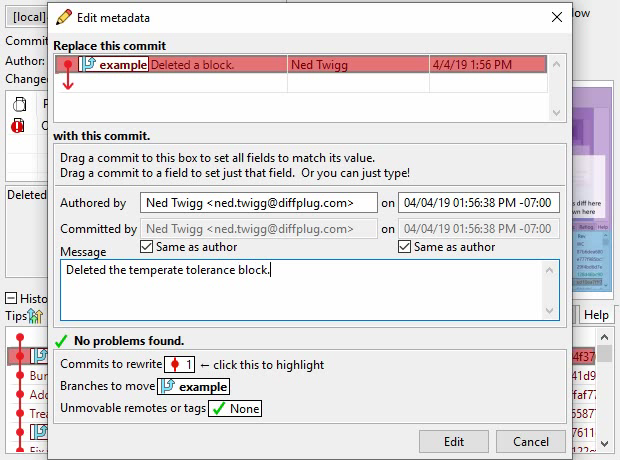 Edit metadata
[local]
low
Commit
Author:
Changed
Replace this commit
example Deleted a block. Ned Twigg 4/4/19 1:56 PM
with this commit.
Drag a commit to this box to set all fields to match its value.
Drag a commit to a field to set just that field. Or you can just type!
Authored by Ned Twigg <ned.twigg@diffplug.com> on 04/04/19 01:56:38 PM -07:00
Committed by Ned Twigg <ned.twigg@diffplug.com> on 04/04/19 01:56:38 PM -07:00
Same as author Same as author
Message
Deleted the temperate tolerance block.
Deleted
Histo
Tips
Help
No problems found.
Commits to rewrite 1 ← click this to highlight
Branches to move example
Unmovable remotes or tags None
Edit Cancel
Bur
Add
Trea